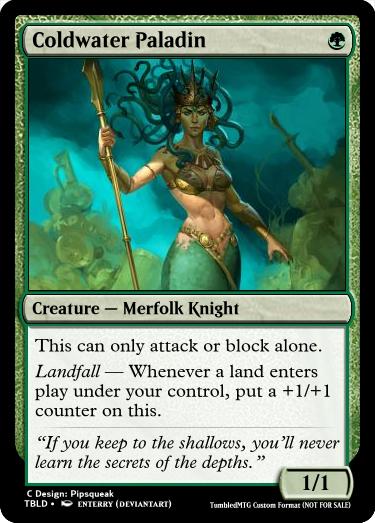 Coldwater Paladin
Creature — Merfolk Knight
This can only attack or block alone.
Landfall — Whenever a land enters
play under your control, put a +1/+1
counter on this.
“If you keep to the shallows, you’ll never
learn the secrets of the depths.”
1/1
C Design: Pipsqueak
TBLD • ENTERRY (DEVIANTART)
TumbledMTG Custom Format (NOT FOR SALE)